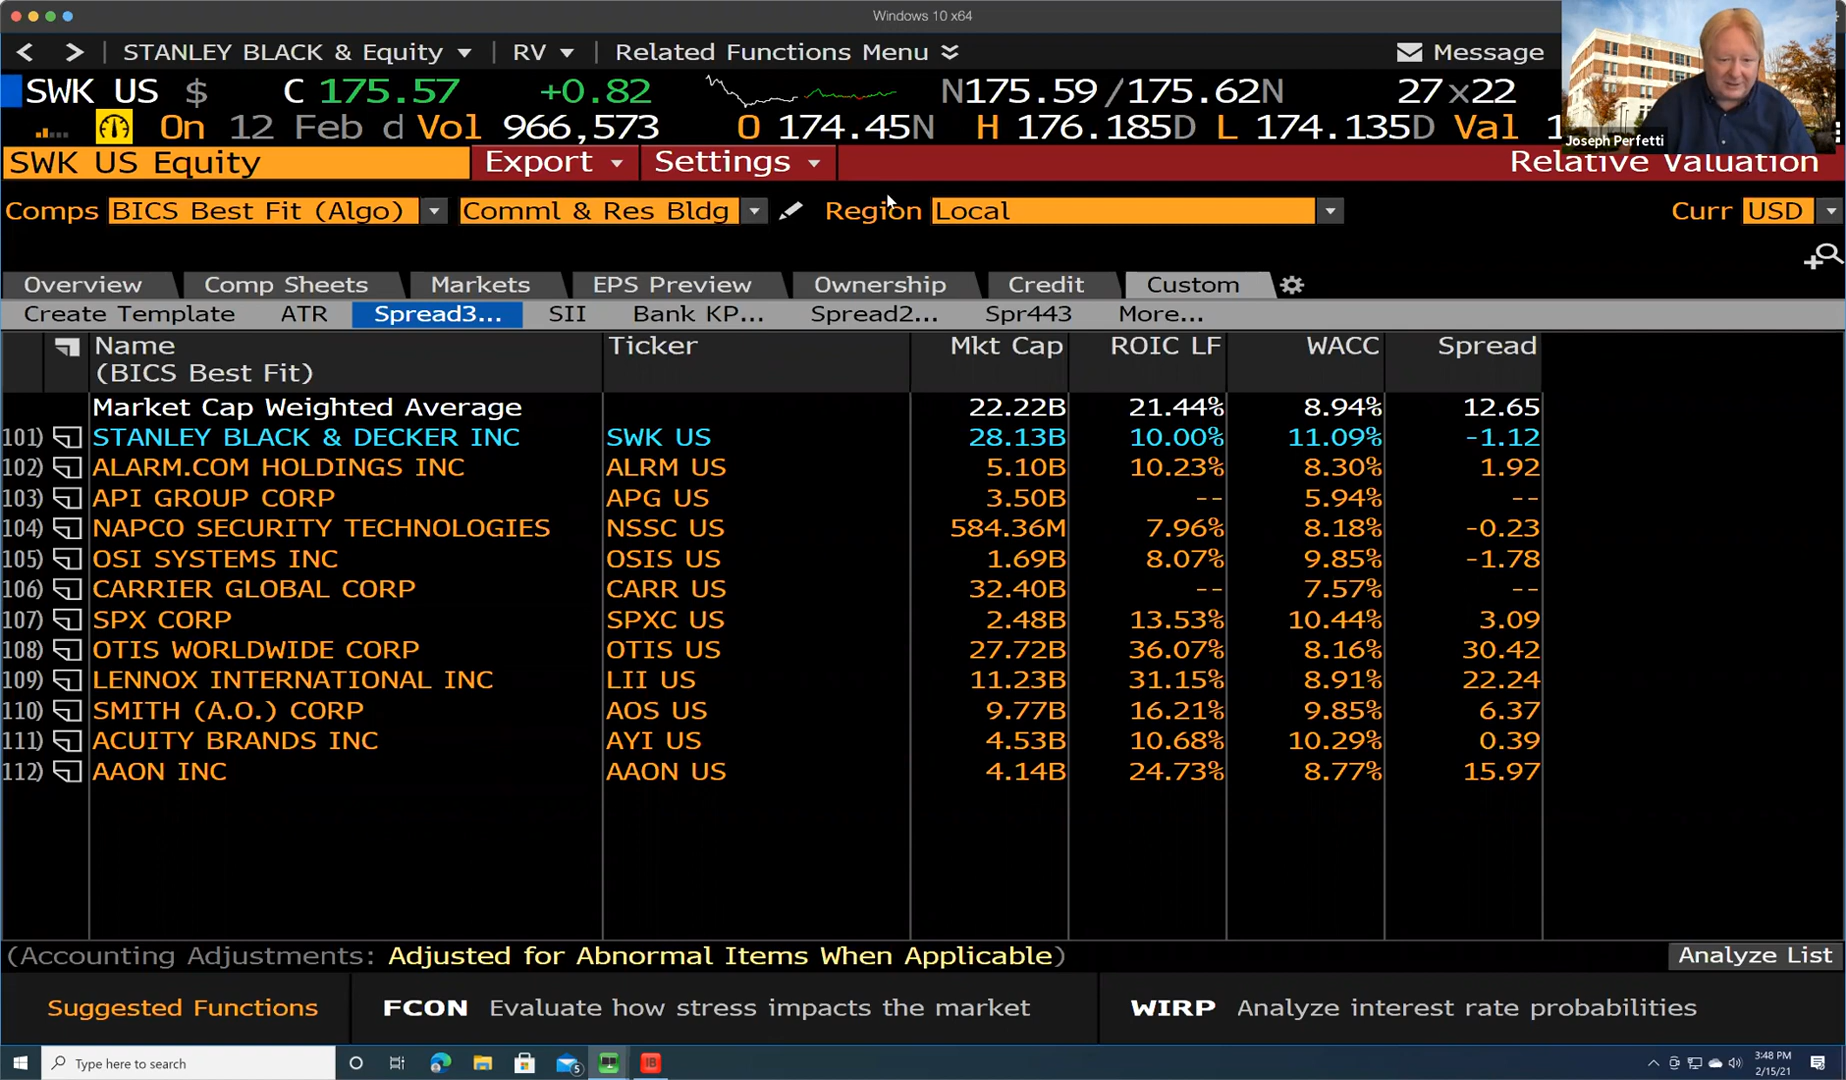 Windows 10 x64
< > STANLEY BLACK & Equity RV Related Functions Menu Message
SWK US $ C 175.57 +0.82 N175.59/175.62N 27x22
On 12 Feb d Vol 966,573 O 174.45N H 176.185D L 174.135D Val 1
Joseph Perfetti
SWK US Equity Export Settings Relative Valuation
Comps BICS Best Fit (Algo) Comml & Res Bldg Region Local Curr USD
Overview Comp Sheets Markets EPS Preview Ownership Credit Custom
Create Template ATR Spread3... SII Bank KP... Spread2... Spr443 More...
Name Ticker Mkt Cap ROIC LF WACC Spread
(BICS Best Fit)
Market Cap Weighted Average 22.22B 21.44% 8.94% 12.65
101) STANLEY BLACK & DECKER INC SWK US 28.13B 10.00% 11.09% -1.12
102) ALARM.COM HOLDINGS INC ALRM US 5.10B 10.23% 8.30% 1.92
103) API GROUP CORP APG US 3.50B -- 5.94% --
104) NAPCO SECURITY TECHNOLOGIES NSSC US 584.36M 7.96% 8.18% -0.23
105) OSI SYSTEMS INC OSIS US 1.69B 8.07% 9.85% -1.78
106) CARRIER GLOBAL CORP CARR US 32.40B -- 7.57% --
107) SPX CORP SPXC US 2.48B 13.53% 10.44% 3.09
108) OTIS WORLDWIDE CORP OTIS US 27.72B 36.07% 8.16% 30.42
109) LENNOX INTERNATIONAL INC LII US 11.23B 31.15% 8.91% 22.24
110) SMITH (A.O.) CORP AOS US 9.77B 16.21% 9.85% 6.37
111) ACUITY BRANDS INC AYI US 4.53B 10.68% 10.29% 0.39
112) AAON INC AAON US 4.14B 24.73% 8.77% 15.97
(Accounting Adjustments: Adjusted for Abnormal Items When Applicable) Analyze List
Suggested Functions FCON Evaluate how stress impacts the market WIRP Analyze interest rate probabilities
Type here to search 5 IB 3:48 PM
2/15/21